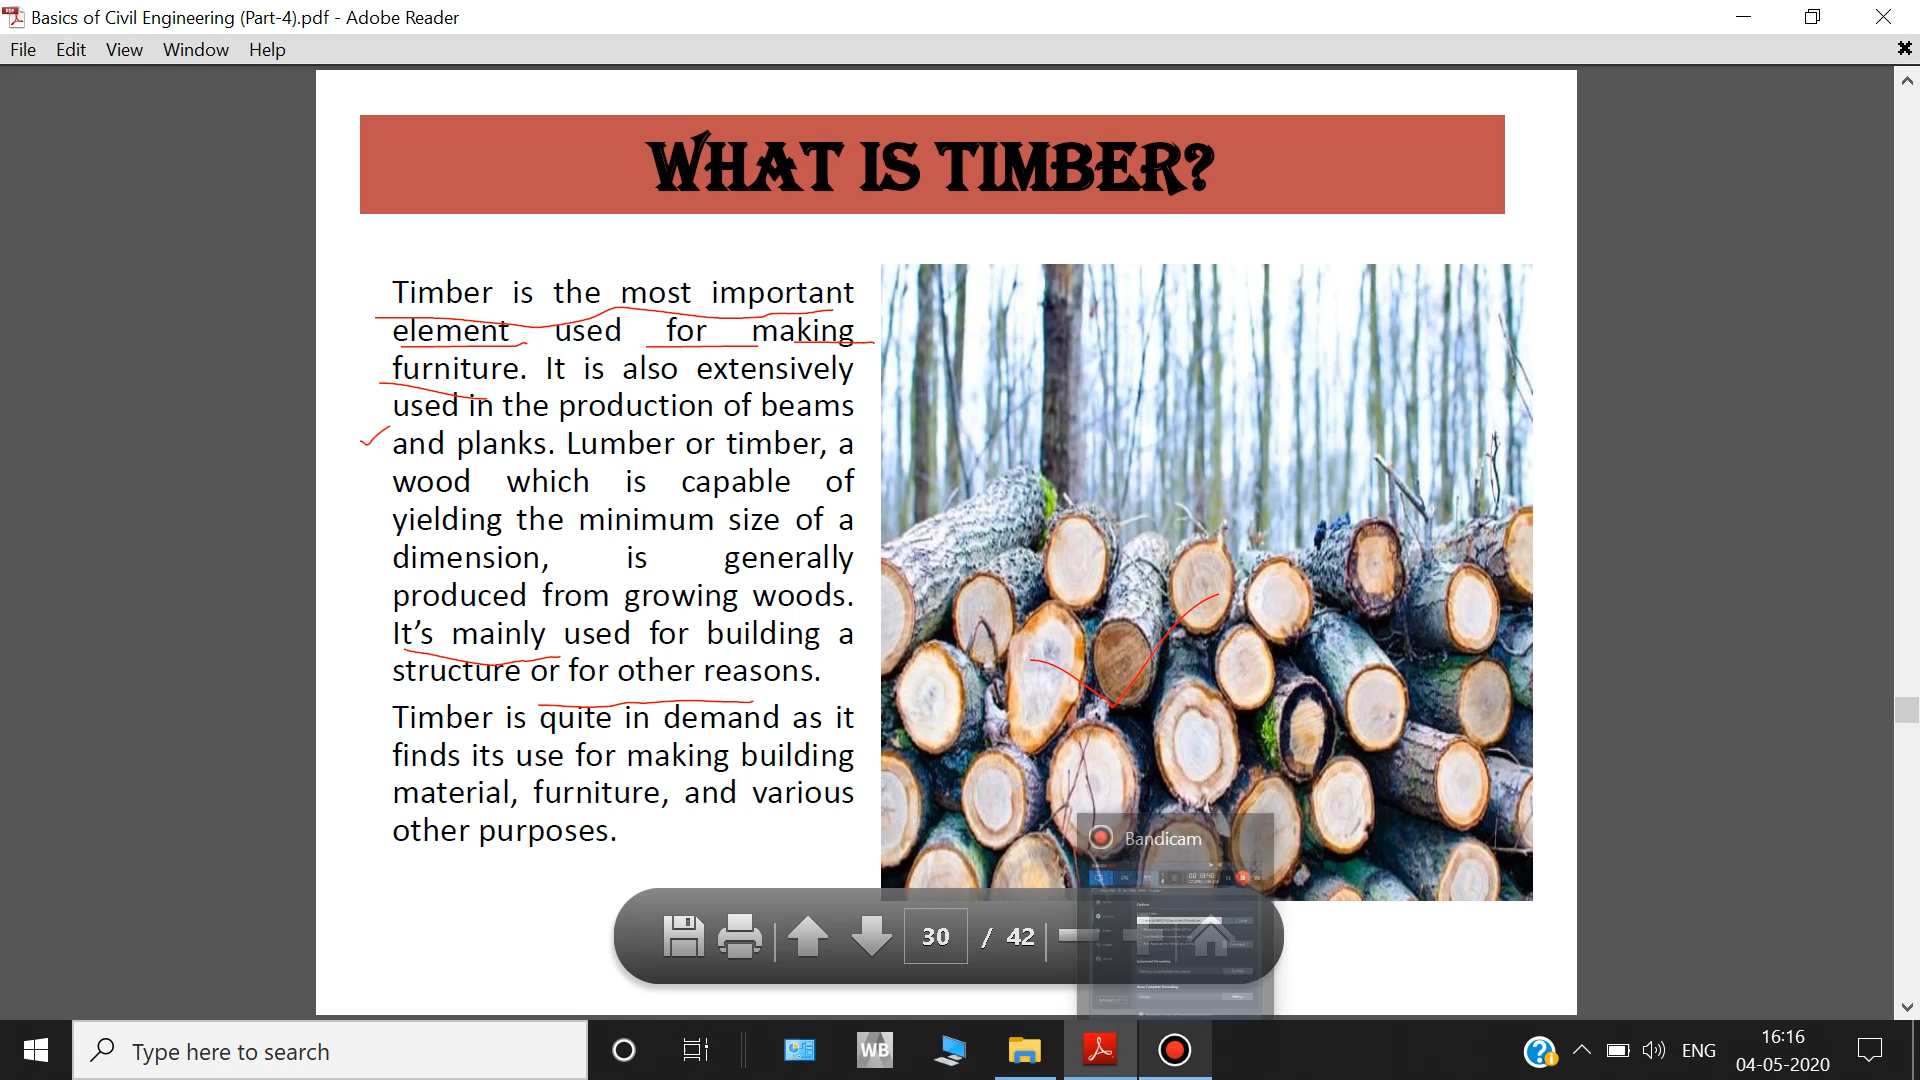 Basics of Civil Engineering (Part-4).pdf - Adobe Reader
File Edit View Window Help
WHAT IS TIMBER?
Timber is the most important
element used for making
furniture. It is also extensively
used in the production of beams
and planks. Lumber or timber, a
wood which is capable of
yielding the minimum size of a
dimension, is generally
produced from growing woods.
It's mainly used for building a
structure or for other reasons.
Timber is quite in demand as it
finds its use for making building
material, furniture, and various
other purposes.
Bandicam
30 / 42
Type here to search
WB
ENG
16:16
04-05-2020